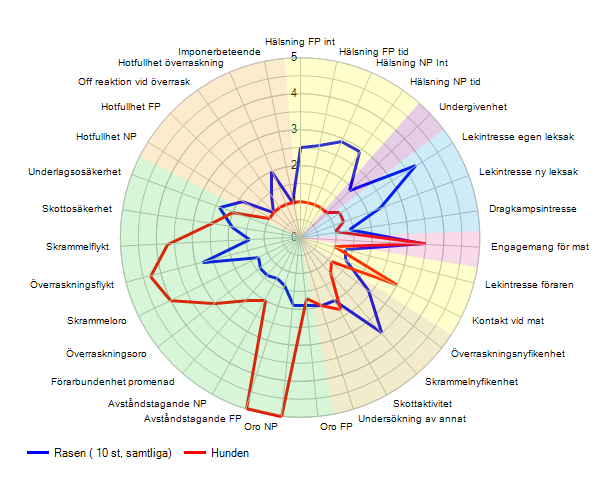 Hälsning FP int
Hälsning FP tid
Hälsning NP Int
Hälsning NP tid
Undergivenhet
Lekintresse egen leksak
Lekintresse ny leksak
Dragkampsintresse
Engagemang för mat
Lekintresse föraren
Kontakt vid mat
Överraskningsnyfikenhet
Skrammelnyfikenhet
Skottaktivitet
Undersökning av annat
Oro FP
Oro NP
Avståndstagande FP
Avståndstagande NP
Förarbundenhet promenad
Överraskningsoro
Skrammeloro
Överraskningsflykt
Skrammelflykt
Skottosäkerhet
Underlagsosäkerhet
Hotfullhet NP
Hotfullhet FP
Off reaktion vid överrask
Hotfullhet överraskning
Imponerbeteende
5
4
3
2
0
Rasen ( 10 st, samtliga)
Hunden